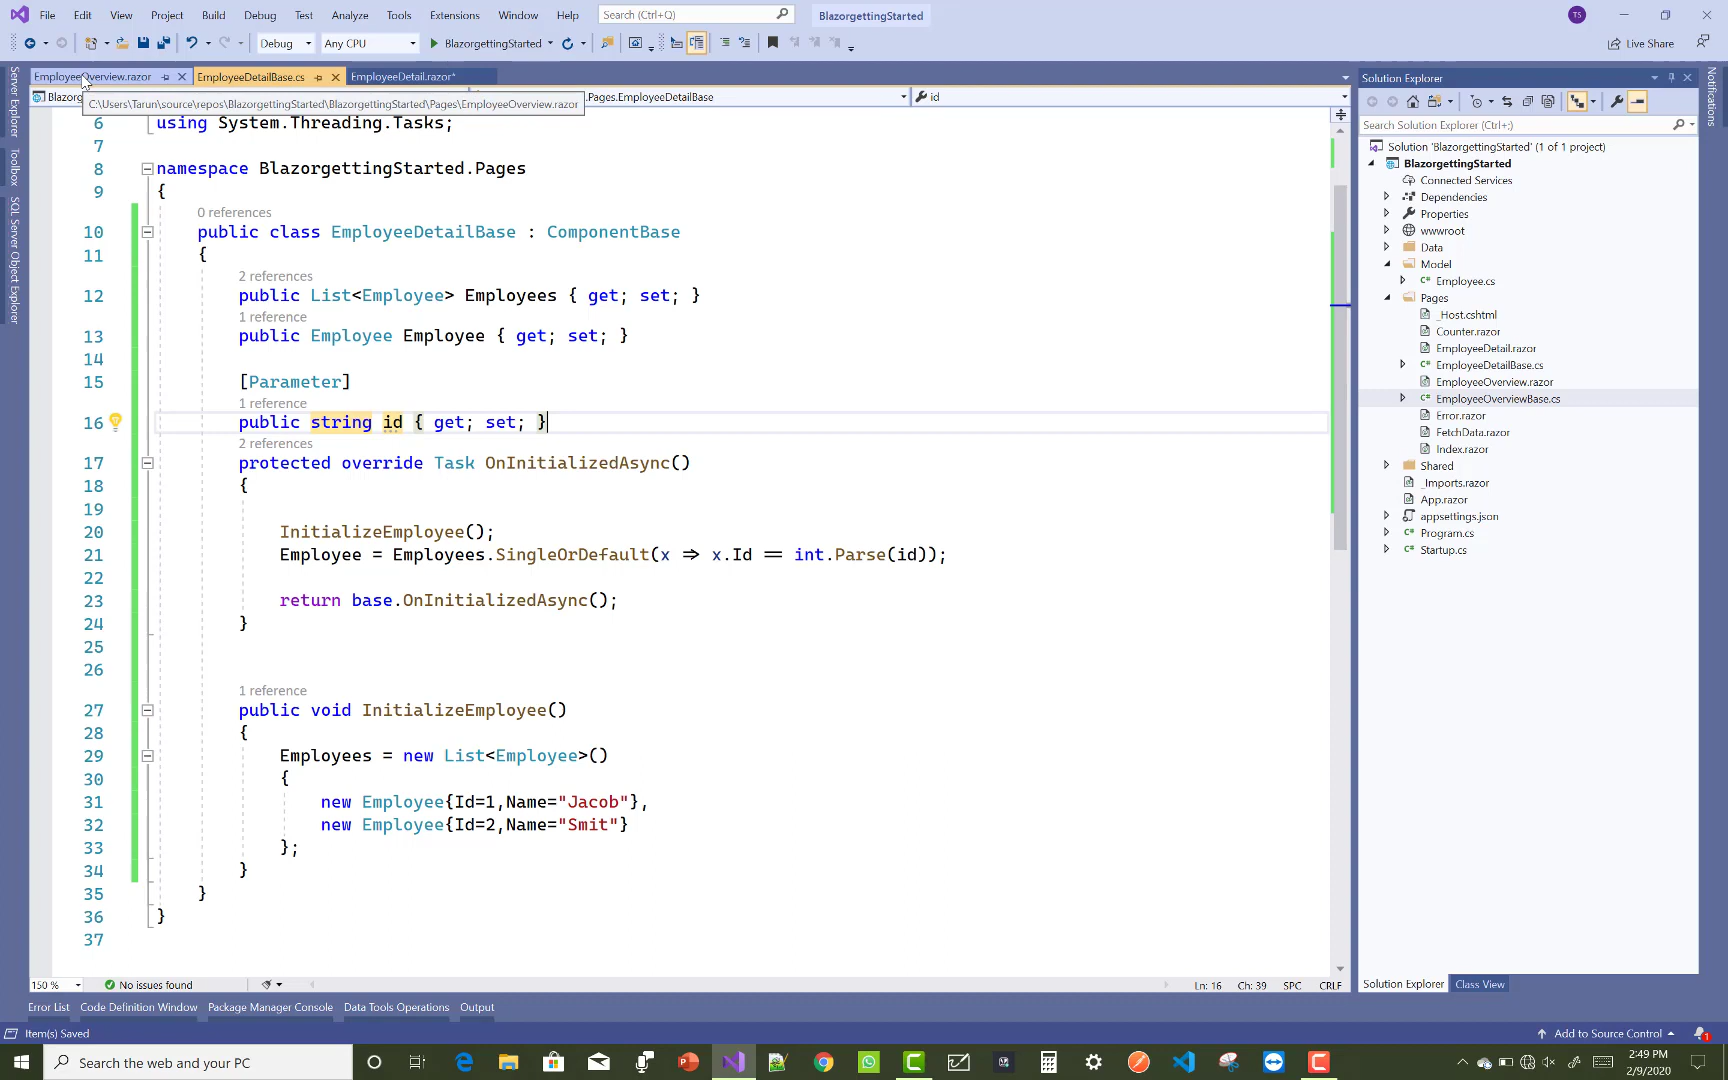 File Edit View Project Build Debug Test Analyze Tools Extensions Window Help Search (Ctrl+Q) BlazorgettingStarted TS
Debug Any CPU BlazorgettingStarted Live Share
EmployeeOverview.razor EmployeeDetailBase.cs EmployeeDetail.razor*
Blazorg .Pages.EmployeeDetailBase id
C:\Users\Tarun\source\repos\BlazorgettingStarted\BlazorgettingStarted\Pages\EmployeeOverview.razor
Server Explorer
Toolbox
SQL Server Object Explorer
6 using System.Threading.Tasks;
7
8 namespace BlazorgettingStarted.Pages
9 {
0 references
10 public class EmployeeDetailBase : ComponentBase
11 {
2 references
12 public List<Employee> Employees { get; set; }
1 reference
13 public Employee Employee { get; set; }
14
15 [Parameter]
1 reference
16 public string id { get; set; }
2 references
17 protected override Task OnInitializedAsync()
18 {
19
20 InitializeEmployee();
21 Employee = Employees.SingleOrDefault(x => x.Id == int.Parse(id));
22
23 return base.OnInitializedAsync();
24 }
25
26
1 reference
27 public void InitializeEmployee()
28 {
29 Employees = new List<Employee>()
30 {
31 new Employee{Id=1,Name="Jacob"},
32 new Employee{Id=2,Name="Smit"}
33 };
34 }
35 }
36 }
37
150 % No issues found Ln: 16 Ch: 39 SPC CRLF
Error List Code Definition Window Package Manager Console Data Tools Operations Output
Solution Explorer
Search Solution Explorer (Ctrl+;)
Solution 'BlazorgettingStarted' (1 of 1 project)
BlazorgettingStarted
Connected Services
Dependencies
Properties
wwwroot
Data
Model
C# Employee.cs
Pages
_Host.cshtml
Counter.razor
EmployeeDetail.razor
C# EmployeeDetailBase.cs
EmployeeOverview.razor
C# EmployeeOverviewBase.cs
Error.razor
FetchData.razor
Index.razor
Shared
_Imports.razor
App.razor
appsettings.json
C# Program.cs
C# Startup.cs
Solution Explorer Class View
Notifications
Item(s) Saved Add to Source Control 1
Search the web and your PC
2:49 PM
2/9/2020